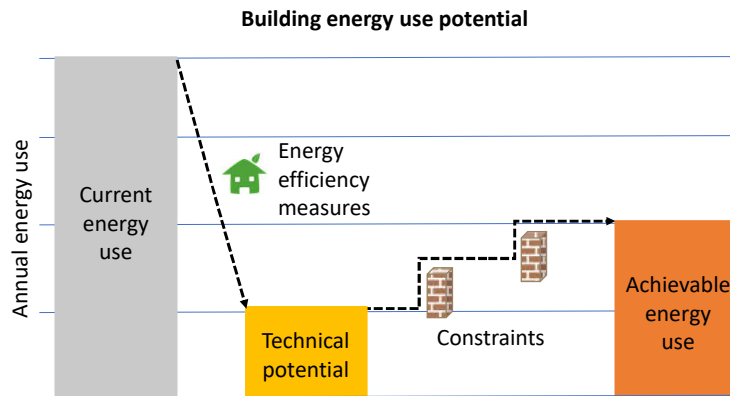 Building energy use potential
Annual energy use
Current
energy
use
Energy
efficiency
measures
Technical
potential
Constraints
Achievable
energy
use